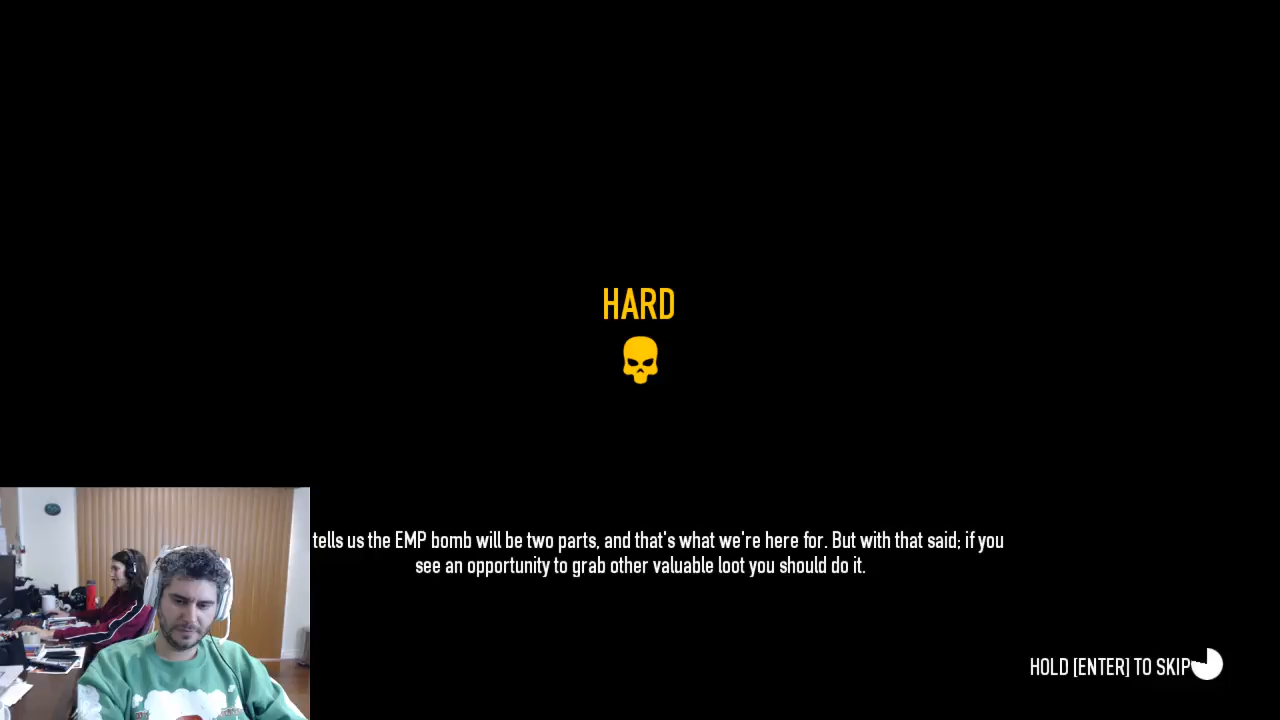 HARD
tells us the EMP bomb will be two parts, and that's what we're here for. But with that said; if you
see an opportunity to grab other valuable loot you should do it.
HOLD [ENTER] TO SKIP